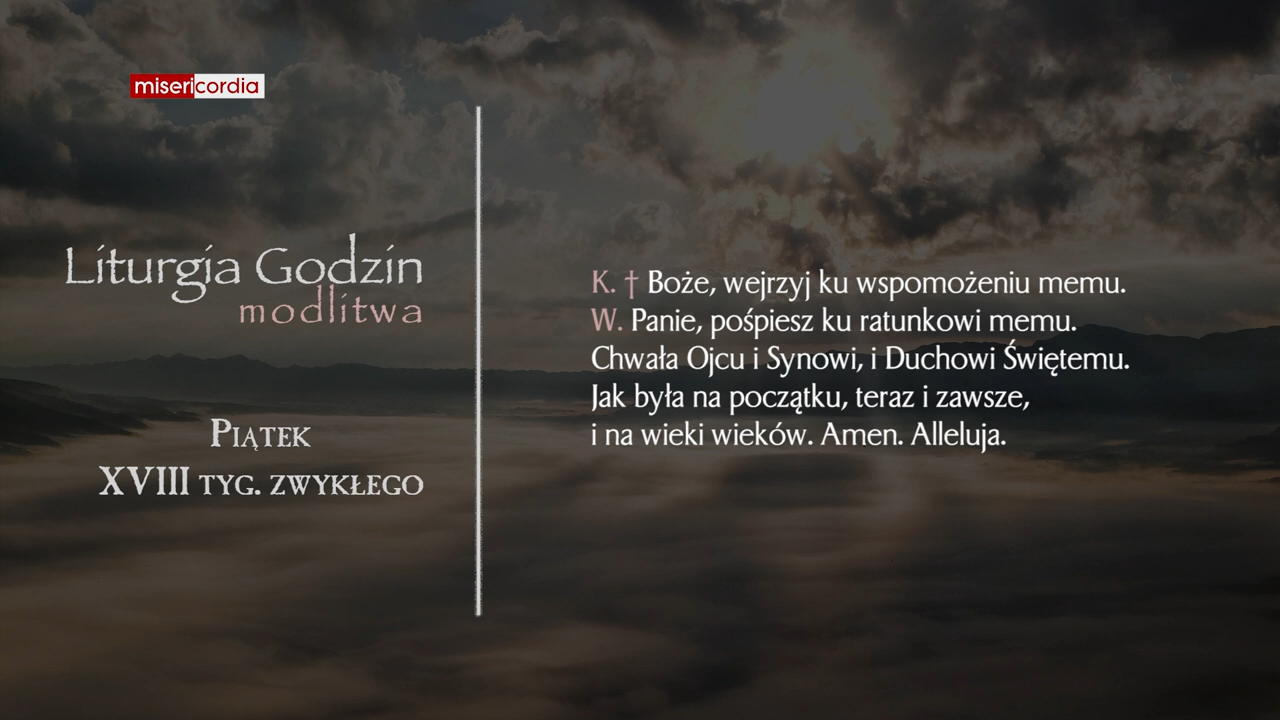 misericordia
Liturgia Godzin
modlitwa
Piątek
XVIII tyg. zwykłego
K. † Boże, wejrzyj ku wspomożeniu memu.
W. Panie, pośpiesz ku ratunkowi memu.
Chwała Ojcu i Synowi, i Duchowi Świętemu.
Jak była na początku, teraz i zawsze,
i na wieki wieków. Amen. Alleluja.